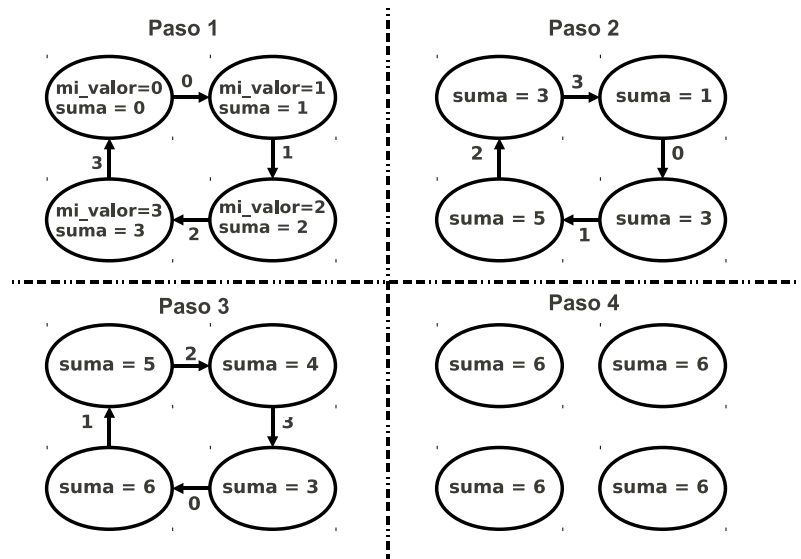 Paso 1
mi_valor=0
suma = 0
0
mi_valor=1
suma = 1
3
1
mi_valor=3
suma = 3
2
mi_valor=2
suma = 2
Paso 2
suma = 3
3
suma = 1
2
0
suma = 5
1
suma = 3
Paso 3
suma = 5
2
suma = 4
1
3
suma = 6
0
suma = 3
Paso 4
suma = 6
suma = 6
suma = 6
suma = 6